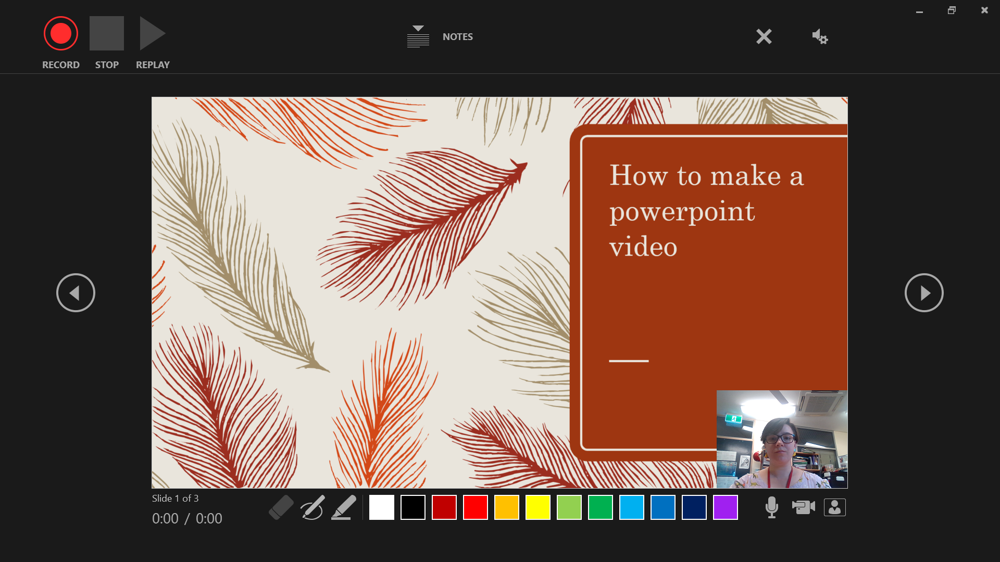 RECORD
STOP
REPLAY
NOTES
How to make a
powerpoint
video
Slide 1 of 3
0:00 / 0:00